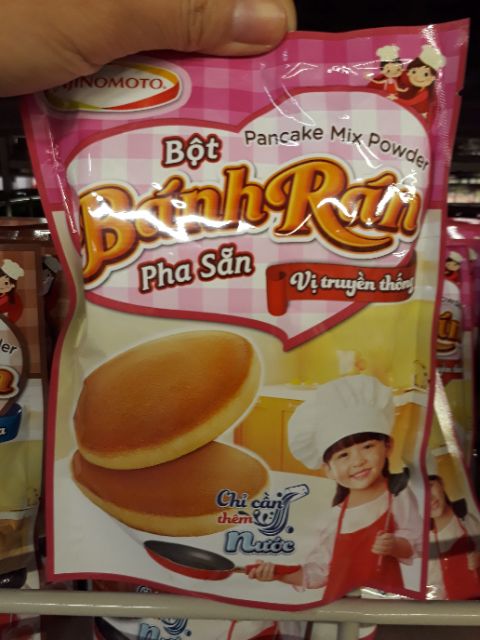 AJINOMOTO
Bột
Pancake Mix Powder
Bánh Rán
Pha Sẵn
Vị truyền thống
Chỉ cần
thêm
Nước